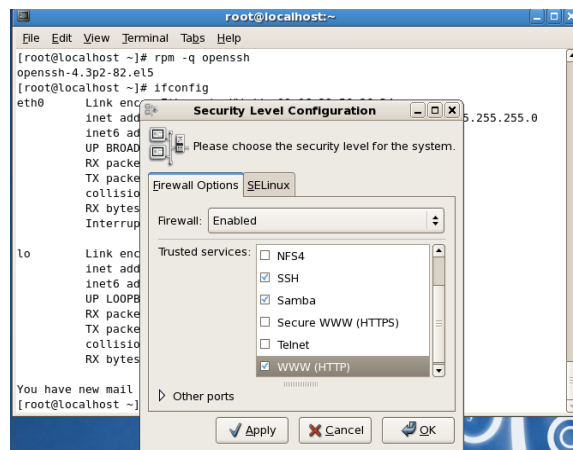 root@localhost:~
File Edit View Terminal Tabs Help
[root@localhost ~]# rpm -q openssh
openssh-4.3p2-82.el5
[root@localhost ~]# ifconfig
eth0 Link enc
inet add 5.255.255.0
inet6 ad
UP BROAD
RX packe
TX packe
collisio
RX bytes
Interrup
lo Link enc
inet add
inet6 ad
UP LOOPB
RX packe
TX packe
collisio
RX bytes
You have new mail
[root@localhost ~]
Security Level Configuration
Please choose the security level for the system.
Firewall Options SELinux
Firewall: Enabled
Trusted services:
NFS4
SSH
Samba
Secure WWW (HTTPS)
Telnet
WWW (HTTP)
Other ports
Apply Cancel OK